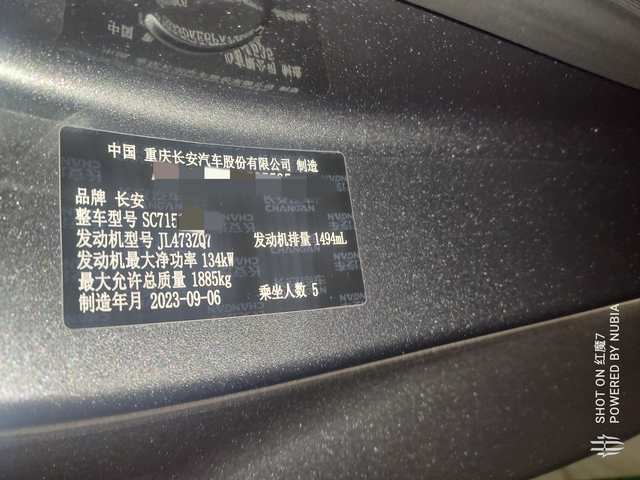 中国 重庆长安汽车股份有限公司 制造
品牌 长安
整车型号 SC715
发动机型号 JL473ZQ7 发动机排量 1494mL
发动机最大净功率 134kW
最大允许总质量 1885kg
制造年月 2023-09-06 乘坐人数 5
SHOT ON 红魔7
POWERED BY NUBIA